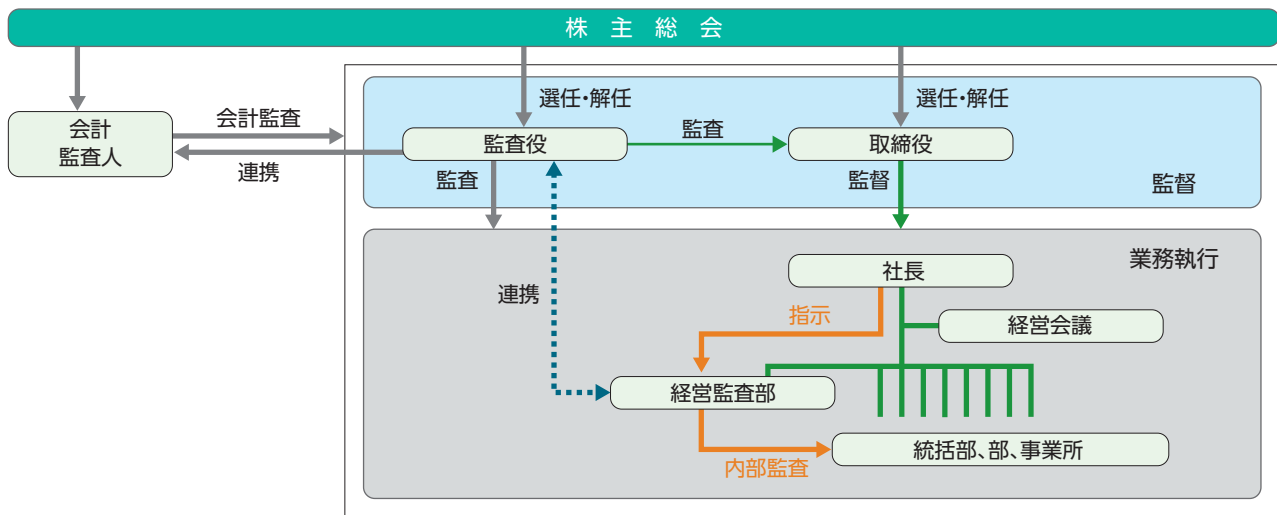 株主総会
選任・解任
選任・解任
会計
監査人
会計監査
連携
監査役
監査
取締役
監査
監督
監督
業務執行
社長
連携
指示
経営会議
経営監査部
内部監査
統括部、部、事業所